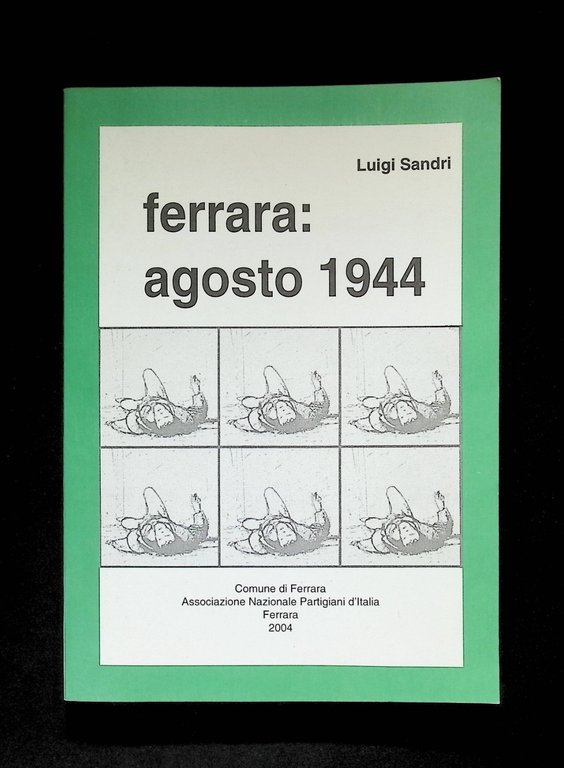 Luigi Sandri
ferrara:
agosto 1944
Comune di Ferrara
Associazione Nazionale Partigiani d'Italia
Ferrara
2004